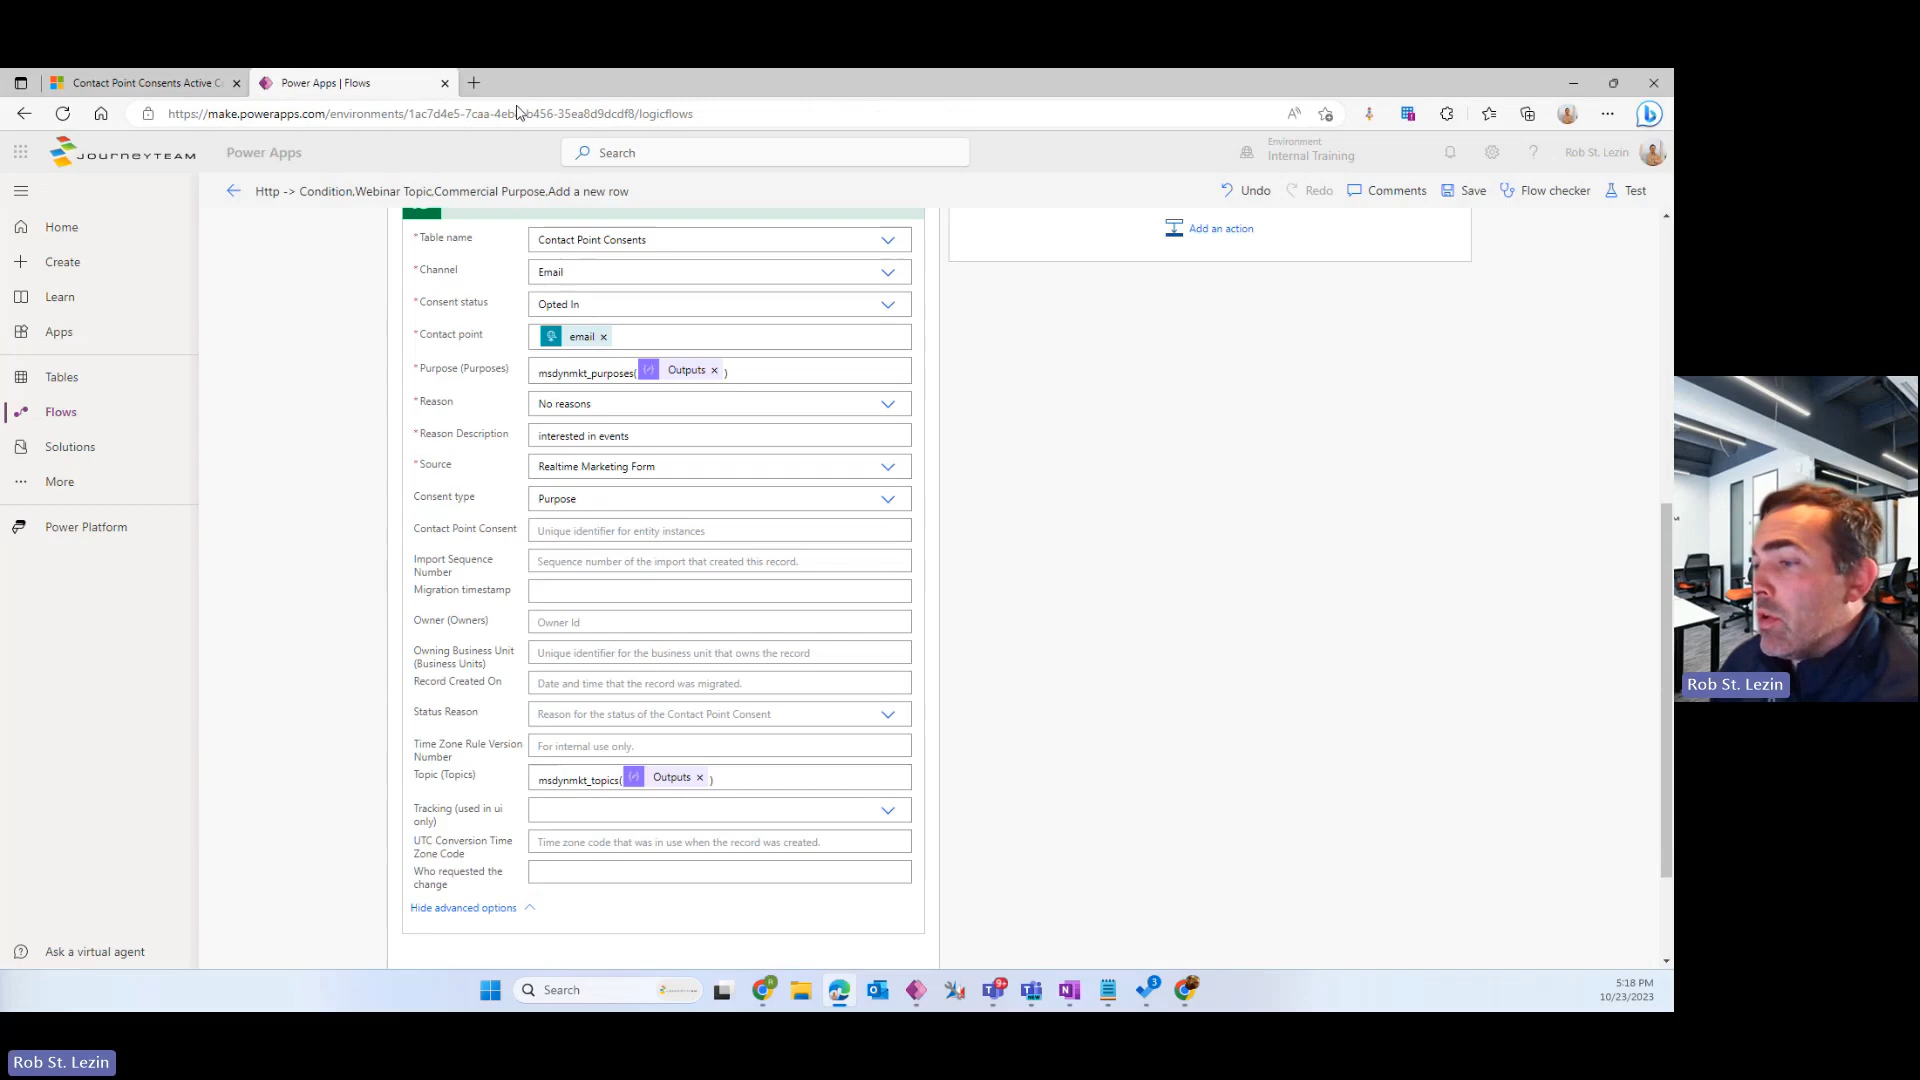 Contact Point Consents Active C
Power Apps | Flows
https://make.powerapps.com/environments/1ac7d4e5-7caa-4eb b456-35ea8d9dcdf8/logicflows
JOURNEYTEAM
Power Apps
Search
Environment
Internal Training
Rob St. Lezin
Http -> Condition,Webinar Topic,Commercial Purpose,Add a new row
Undo
Redo
Comments
Save
Flow checker
Test
Home
Create
Learn
Apps
Tables
Flows
Solutions
More
Power Platform
Ask a virtual agent
* Table name
Contact Point Consents
* Channel
Email
* Consent status
Opted In
* Contact point
email ×
* Purpose (Purposes)
msdynmkt_purposes( Outputs × )
* Reason
No reasons
* Reason Description
interested in events
* Source
Realtime Marketing Form
Consent type
Purpose
Contact Point Consent
Unique identifier for entity instances
Import Sequence
Number
Sequence number of the import that created this record.
Migration timestamp
Owner (Owners)
Owner Id
Owning Business Unit
(Business Units)
Unique identifier for the business unit that owns the record
Record Created On
Date and time that the record was migrated.
Status Reason
Reason for the status of the Contact Point Consent
Time Zone Rule Version
Number
For internal use only.
Topic (Topics)
msdynmkt_topics( Outputs × )
Tracking (used in ui
only)
UTC Conversion Time
Zone Code
Time zone code that was in use when the record was created.
Who requested the
change
Hide advanced options
Add an action
Rob St. Lezin
Search
9+
NEW
3
5:18 PM
10/23/2023
Rob St. Lezin